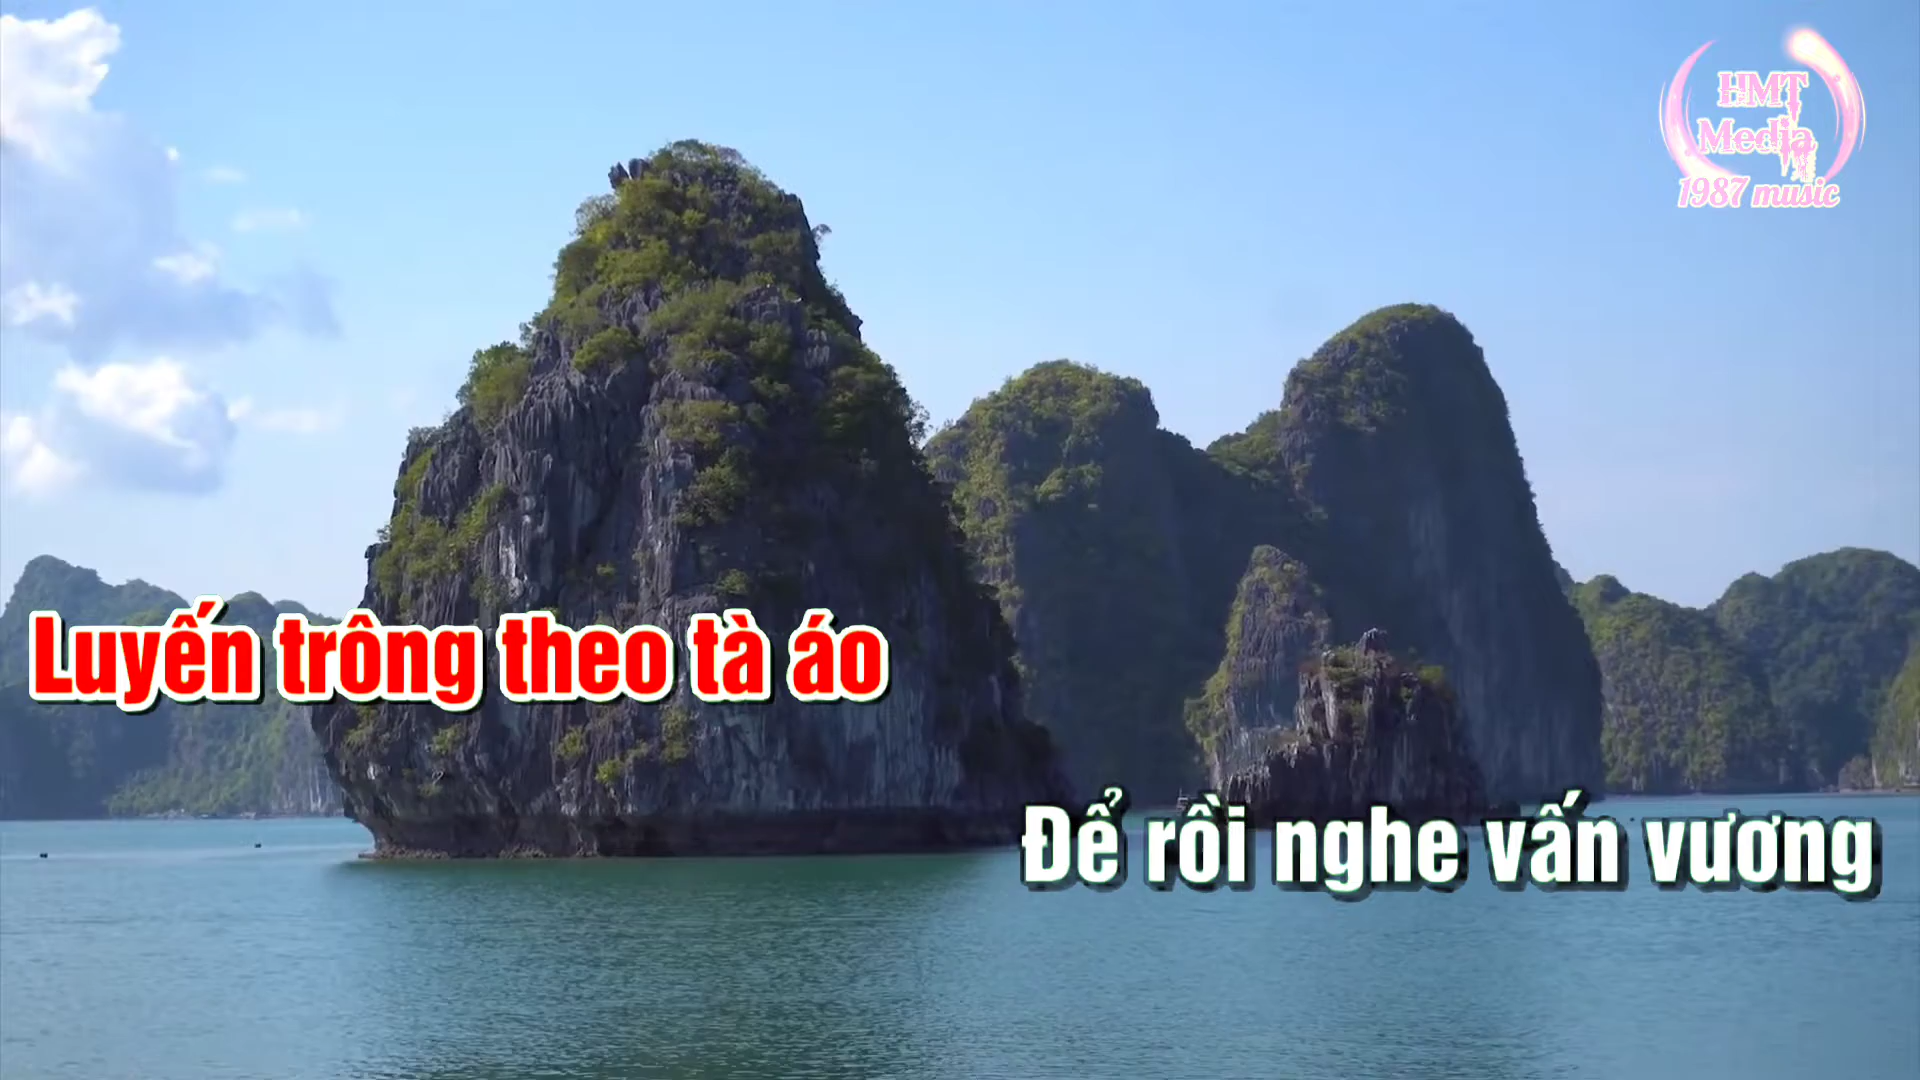 HMT
Media
1987 music
Luyến trông theo tà áo
Để rồi nghe vấn vương